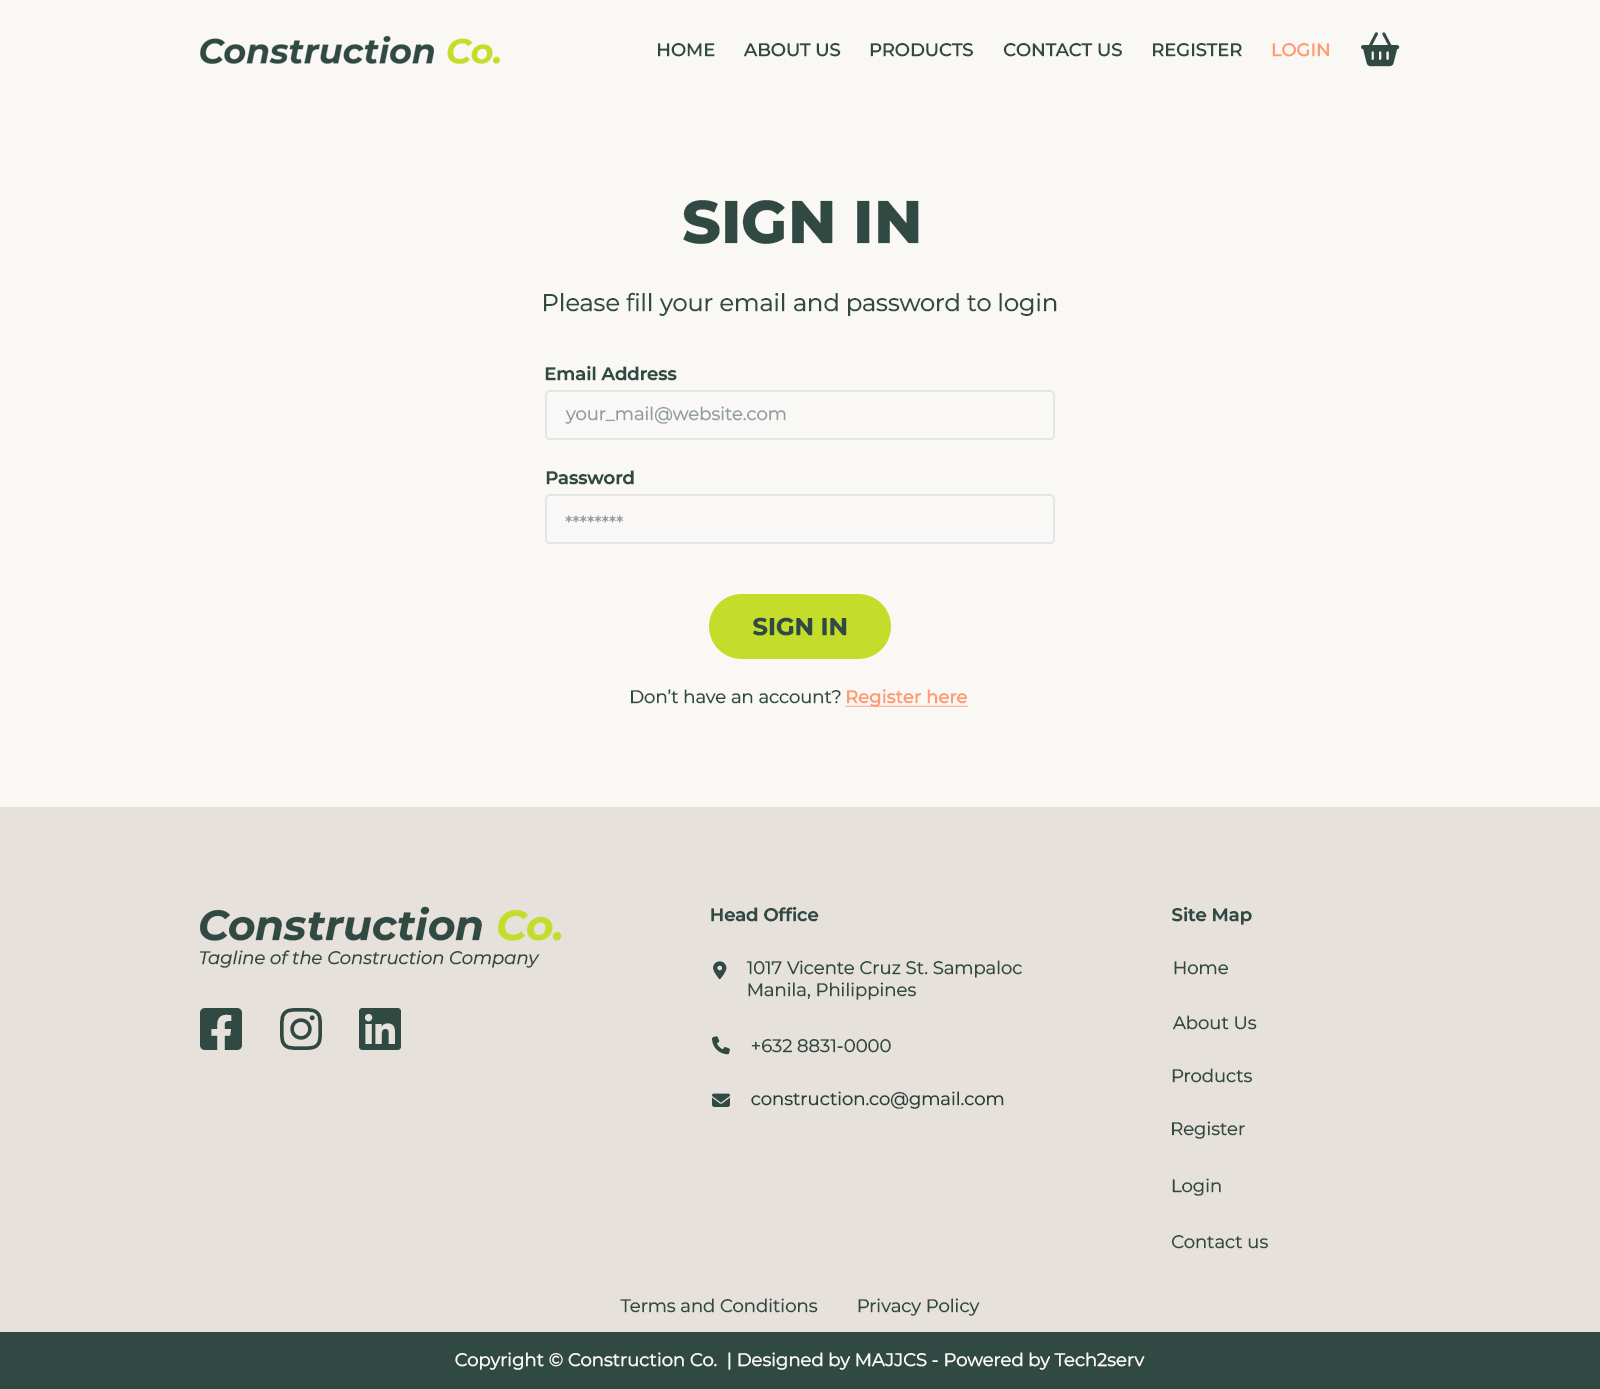 Construction Co.
HOME ABOUT US PRODUCTS CONTACT US REGISTER LOGIN
SIGN IN
Please fill your email and password to login
Email Address
your_mail@website.com
Password
********
SIGN IN
Don’t have an account? Register here
Construction Co.
Tagline of the Construction Company
Head Office
1017 Vicente Cruz St. Sampaloc
Manila, Philippines
+632 8831-0000
construction.co@gmail.com
Site Map
Home
About Us
Products
Register
Login
Contact us
Terms and Conditions Privacy Policy
Copyright © Construction Co. | Designed by MAJJCS - Powered by Tech2serv